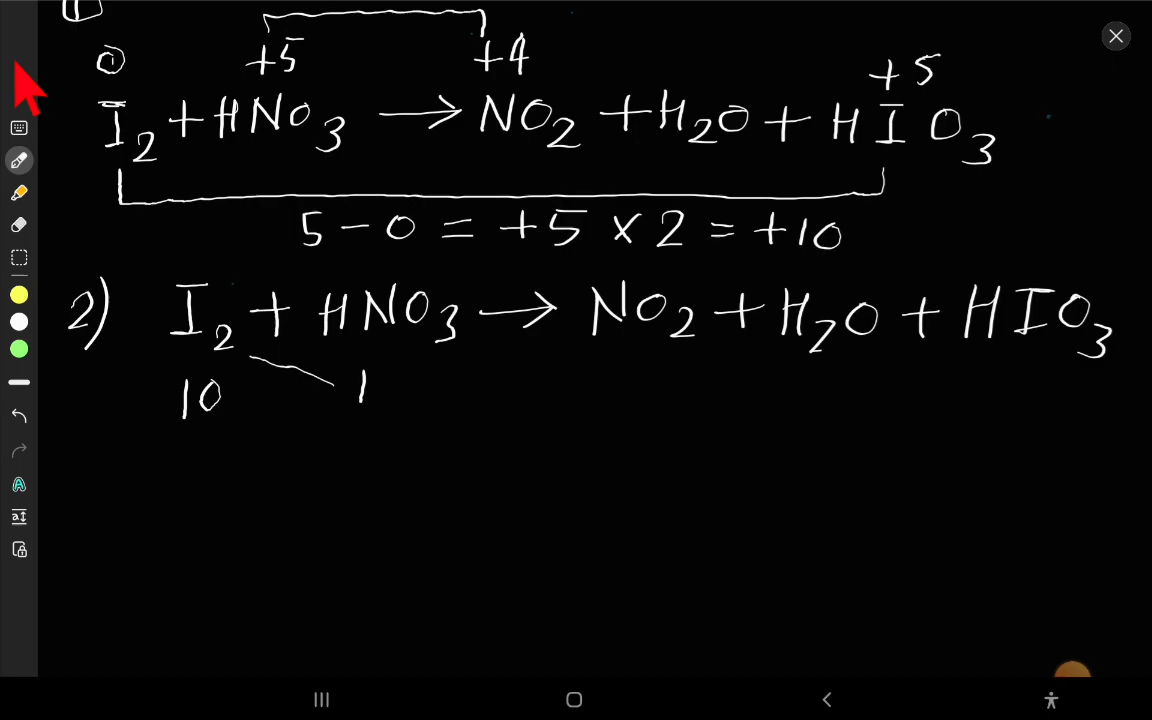 1
0 +5 +4 +5
I2 + HNO3 → NO2 + H2O + HIO3
5 - 0 = +5 × 2 = +10
2) I2 + HNO3 → NO2 + H2O + HIO3
10 1